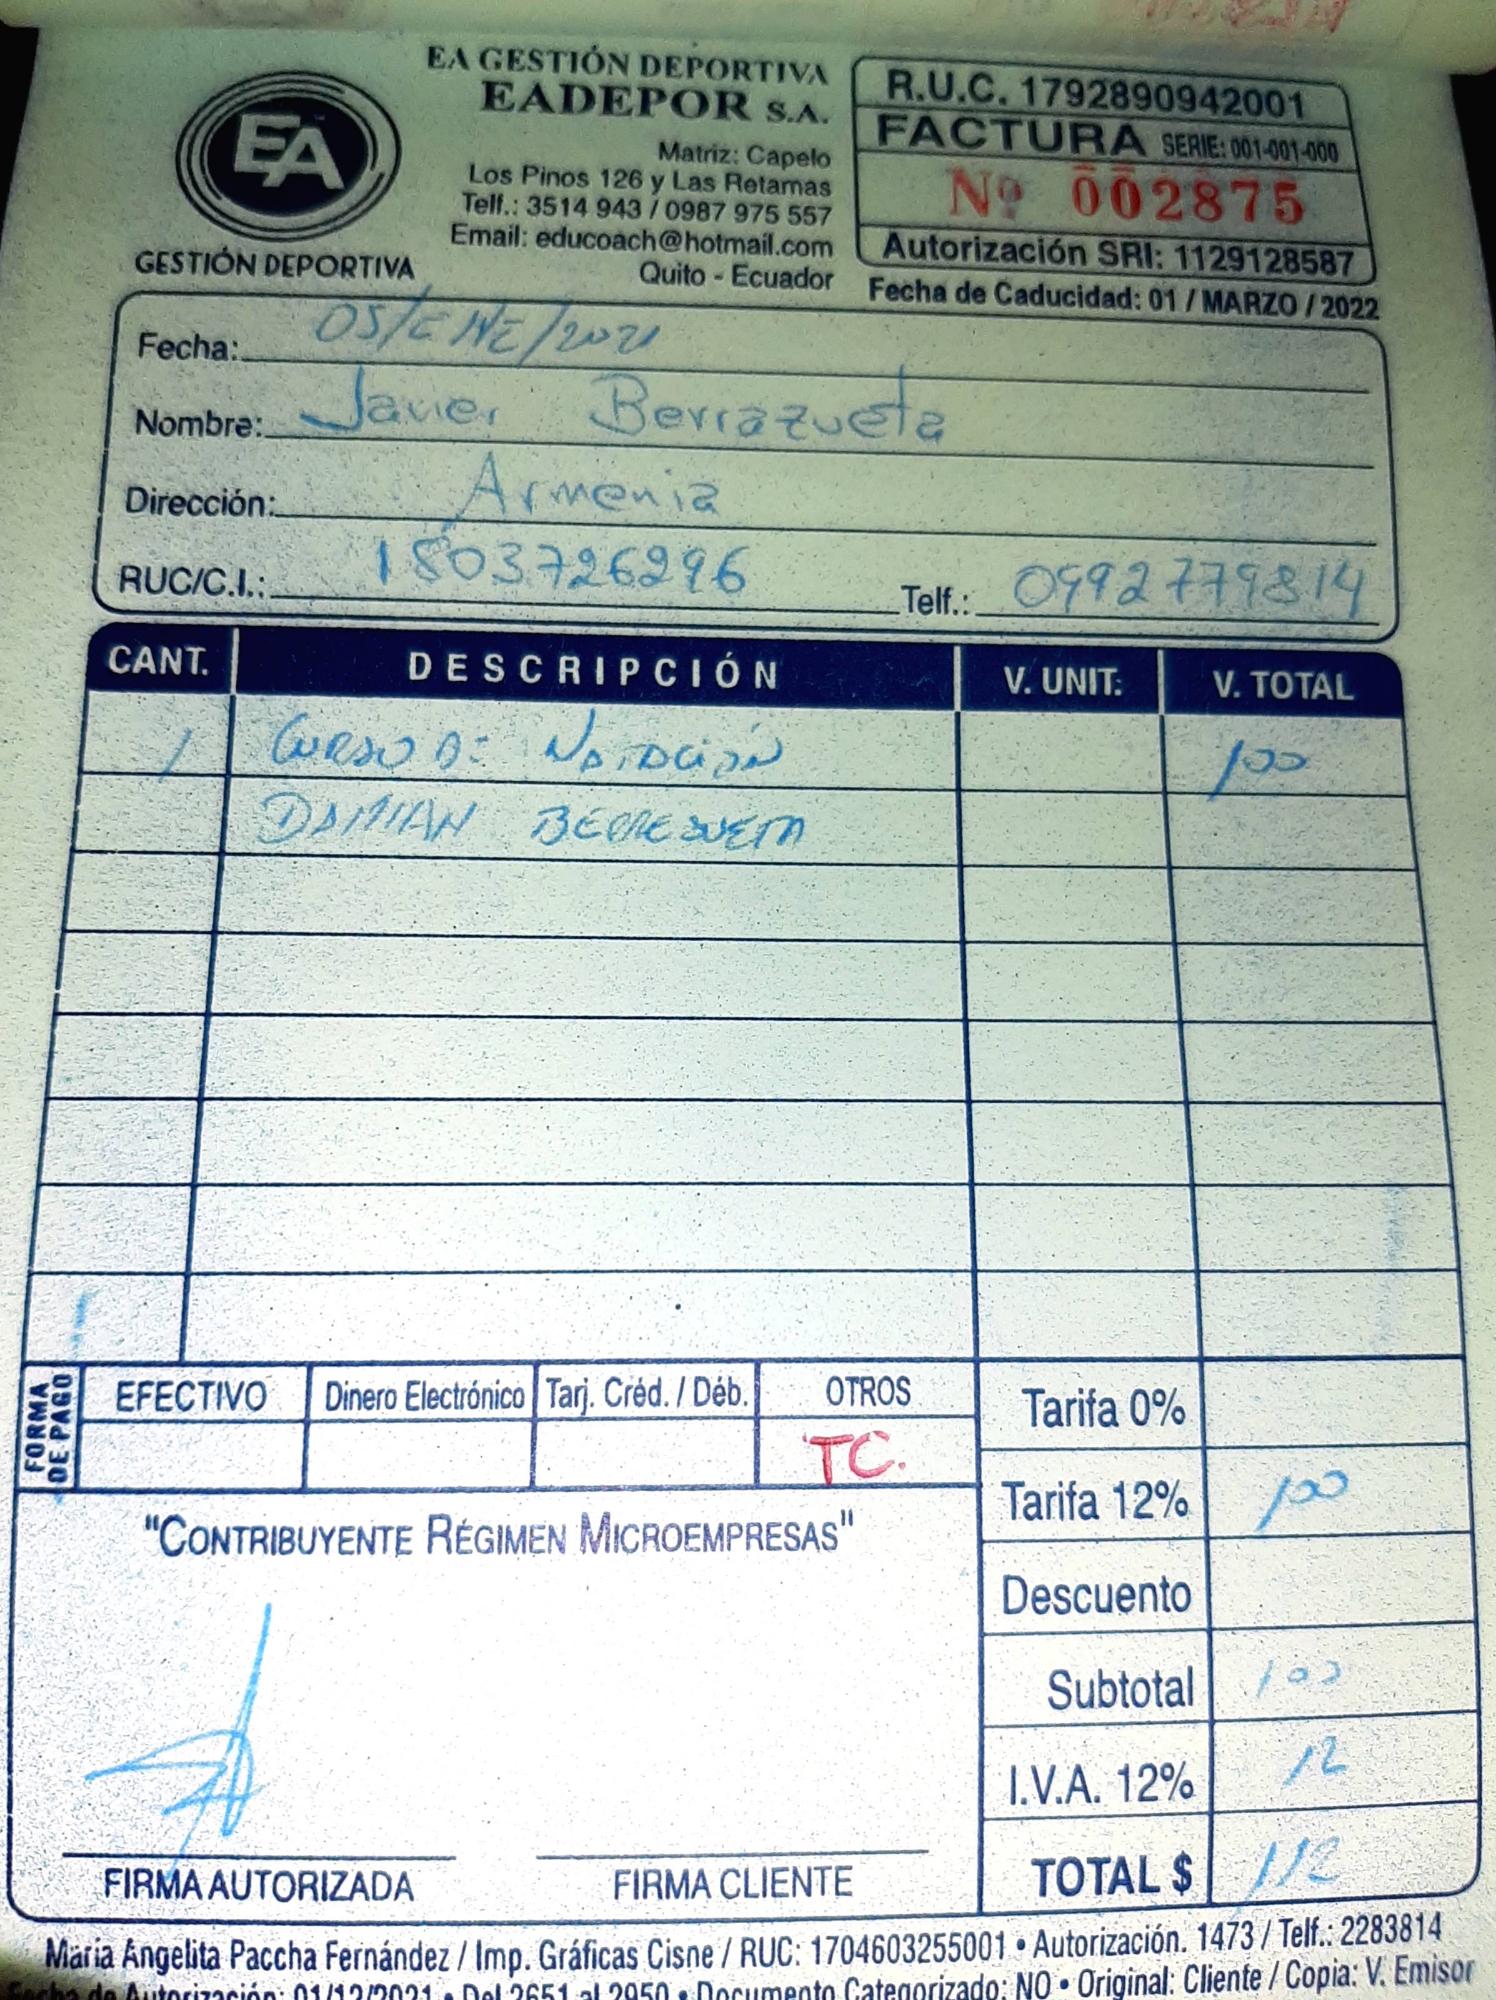 EA
GESTIÓN DEPORTIVA
EA GESTIÓN DEPORTIVA
EADEPOR S.A.
Matriz: Capelo
Los Pinos 126 y Las Retamas
Telf.: 3514 943 / 0987 975 557
Email: educoach@hotmail.com
Quito - Ecuador
R.U.C. 1792890942001
FACTURA SERIE: 001-001-000
Nº 002875
Autorización SRI: 1129128587
Fecha de Caducidad: 01 / MARZO / 2022
Fecha: 05/ENE/2021
Nombre: Javier Berrazueta
Dirección: Armenia
RUC/C.I.: 1803726296 Telf.: 0992779814
CANT. DESCRIPCIÓN V. UNIT: V. TOTAL
1 CURSO DE Natación 100
DAMIAN
FORMA DE PAGO
EFECTIVO Dinero Electrónico Tarj. Créd. / Déb. OTROS
TC.
Tarifa 0%
Tarifa 12% 100
Descuento
Subtotal 100
I.V.A. 12% 12
TOTAL $ 112
"CONTRIBUYENTE RÉGIMEN MICROEMPRESAS"
FIRMA AUTORIZADA FIRMA CLIENTE
María Angelita Paccha Fernández / Imp. Gráficas Cisne / RUC: 1704603255001 • Autorización. 1473 / Telf.: 2283814
Fecha de Autorización: 01/12/2021 • Del 2651 al 2950 • Documento Categorizado: NO • Original: Cliente / Copia: V. Emisor